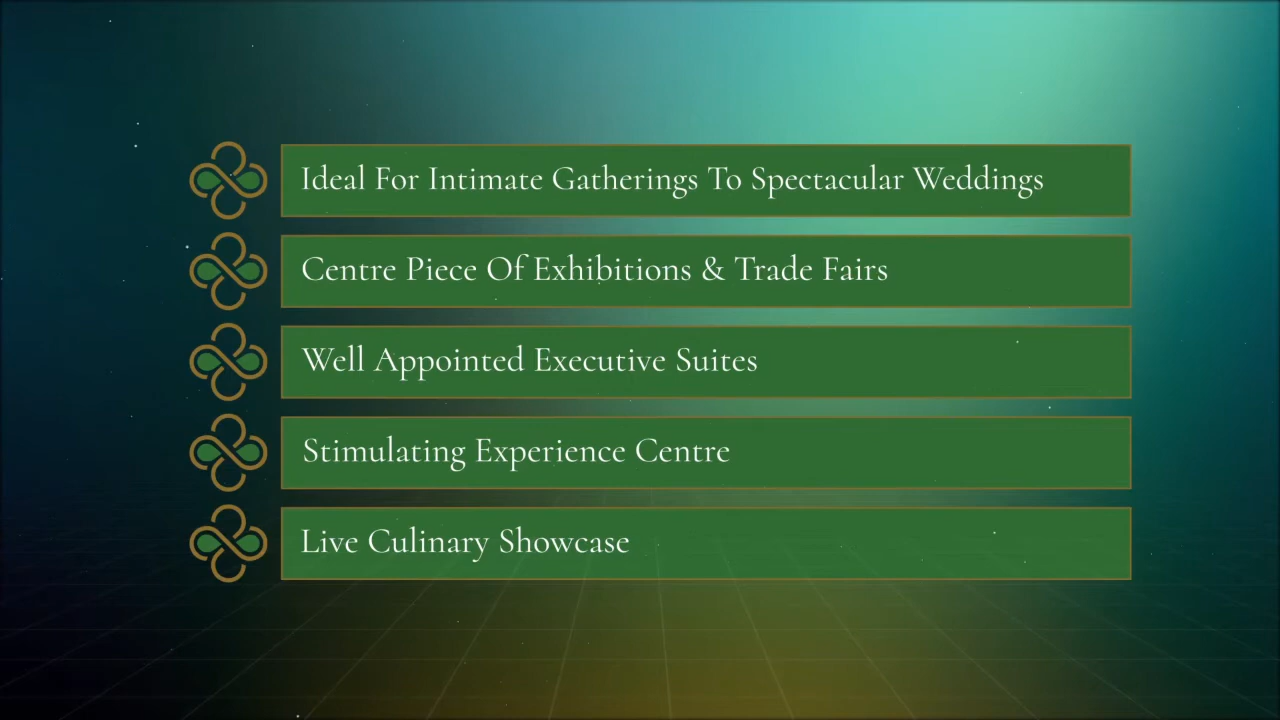 Ideal For Intimate Gatherings To Spectacular Weddings
Centre Piece Of Exhibitions & Trade Fairs
Well Appointed Executive Suites
Stimulating Experience Centre
Live Culinary Showcase